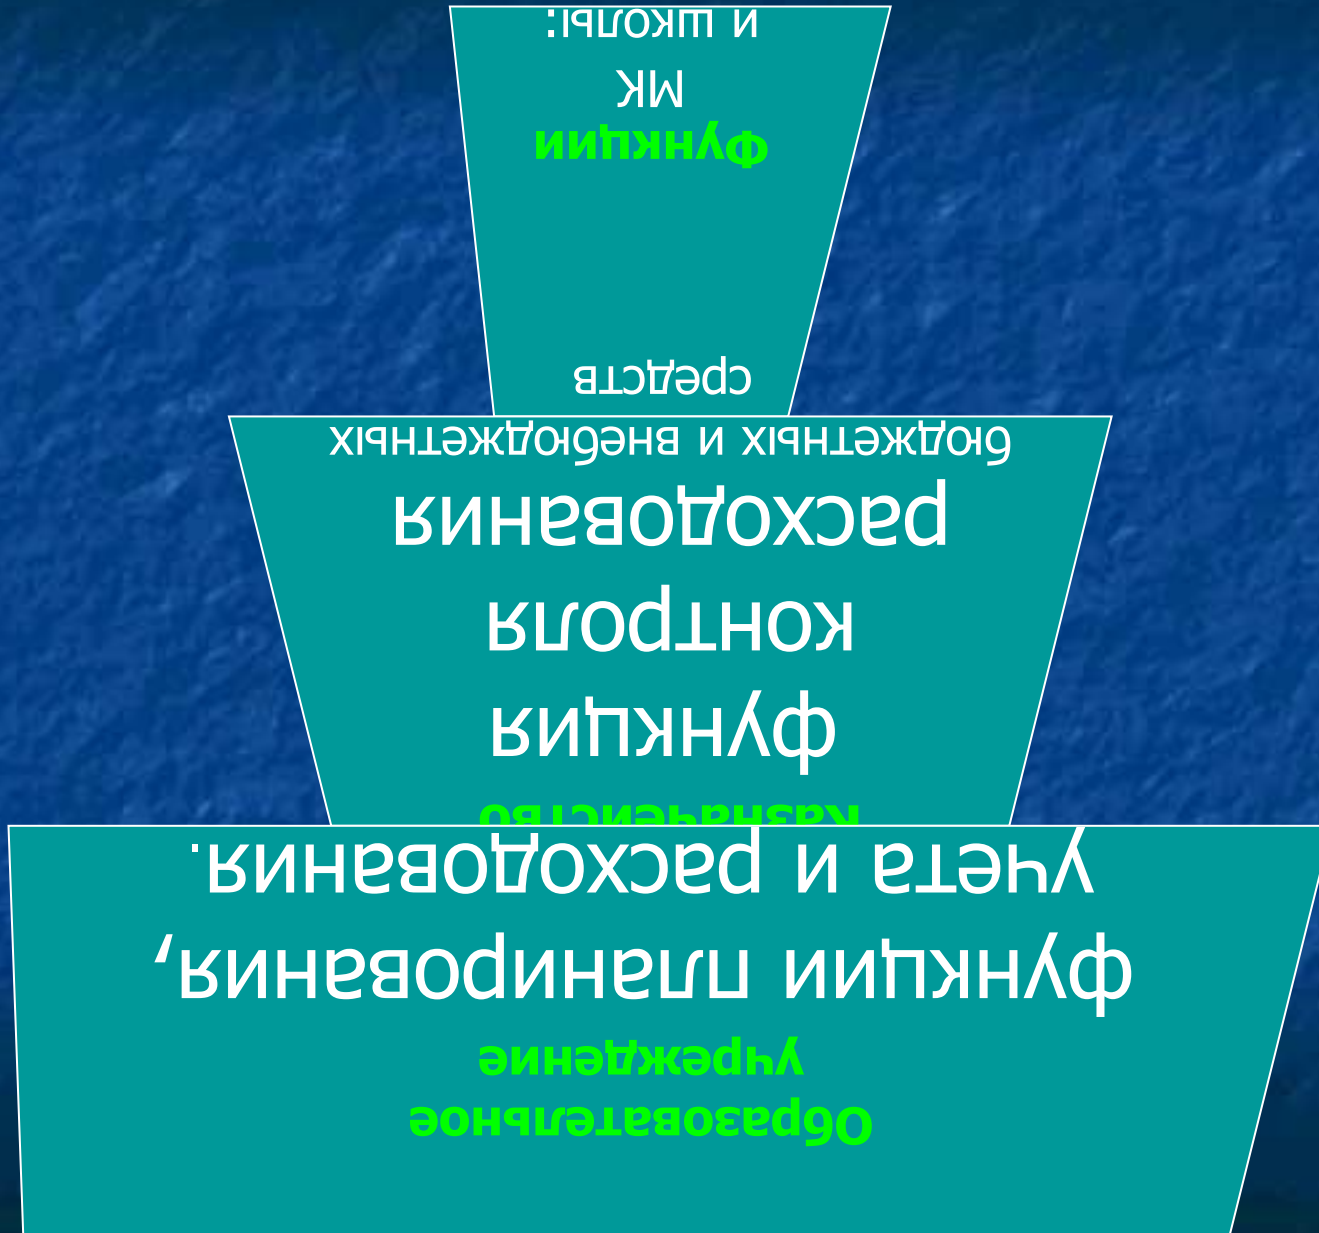 Образовательное
учреждение
функции планирования,
учета и расходования.
Казначейство
функция
контроля
расходования
бюджетных и внебюджетных
средств
Функции
МК
и школы: